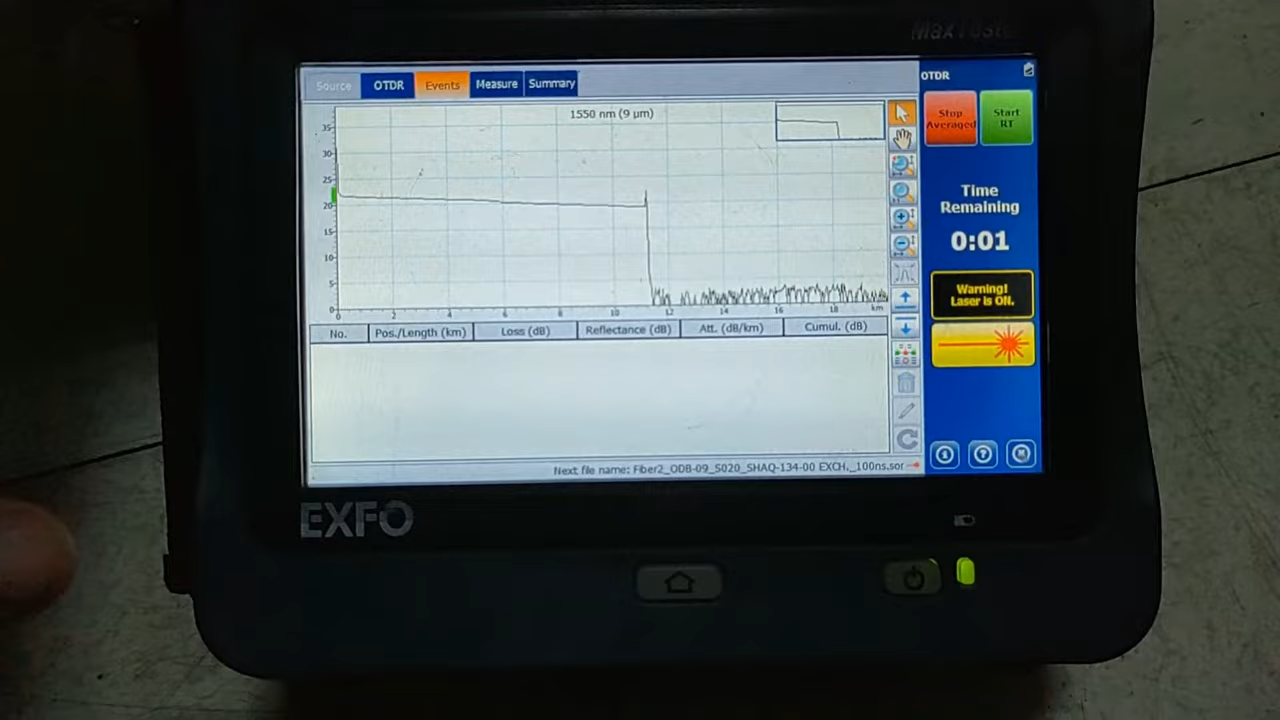 MaxTeste
Source OTDR Events Measure Summary
OTDR
1550 nm (9 µm)
Stop Averaged
Start RT
35
30
25
20
15
10
5
0
0 2 4 6 8 10 12 14 16 18 km
Time Remaining
0:01
Warning!
Laser is ON.
No. Pos./Length (km) Loss (dB) Reflectance (dB) Att. (dB/km) Cumul. (dB)
Next file name: Fiber2_ODB-09_S020_SHAQ-134-00 EXCH,_100ns.sor
EXFO